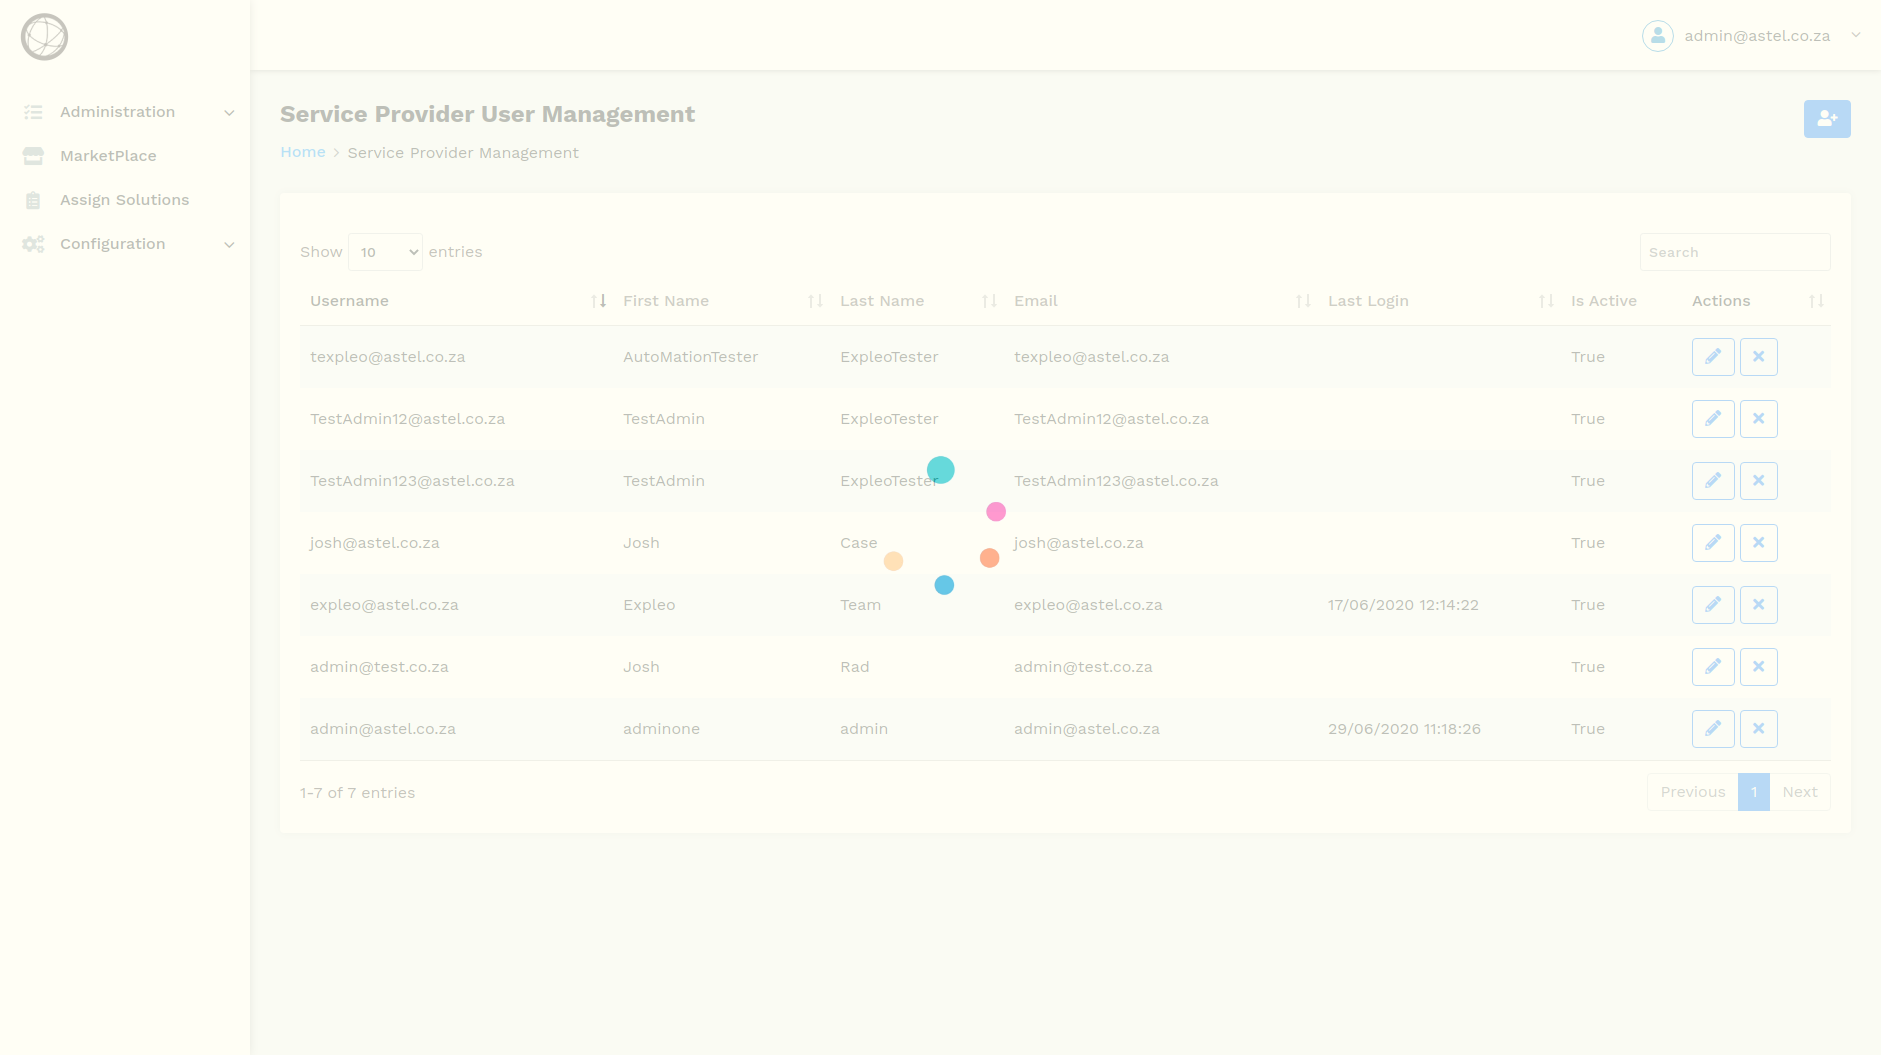 admin@astel.co.za
Administration
MarketPlace
Assign Solutions
Configuration
Service Provider User Management
Home > Service Provider Management
Show 10 entries
Search
Username First Name Last Name Email Last Login Is Active Actions
texpleo@astel.co.za AutoMationTester ExpleoTester texpleo@astel.co.za True
TestAdmin12@astel.co.za TestAdmin ExpleoTester TestAdmin12@astel.co.za True
TestAdmin123@astel.co.za TestAdmin ExpleoTester TestAdmin123@astel.co.za True
josh@astel.co.za Josh Case josh@astel.co.za True
expleo@astel.co.za Expleo Team expleo@astel.co.za 17/06/2020 12:14:22 True
admin@test.co.za Josh Rad admin@test.co.za True
admin@astel.co.za adminone admin admin@astel.co.za 29/06/2020 11:18:26 True
1-7 of 7 entries
Previous 1 Next